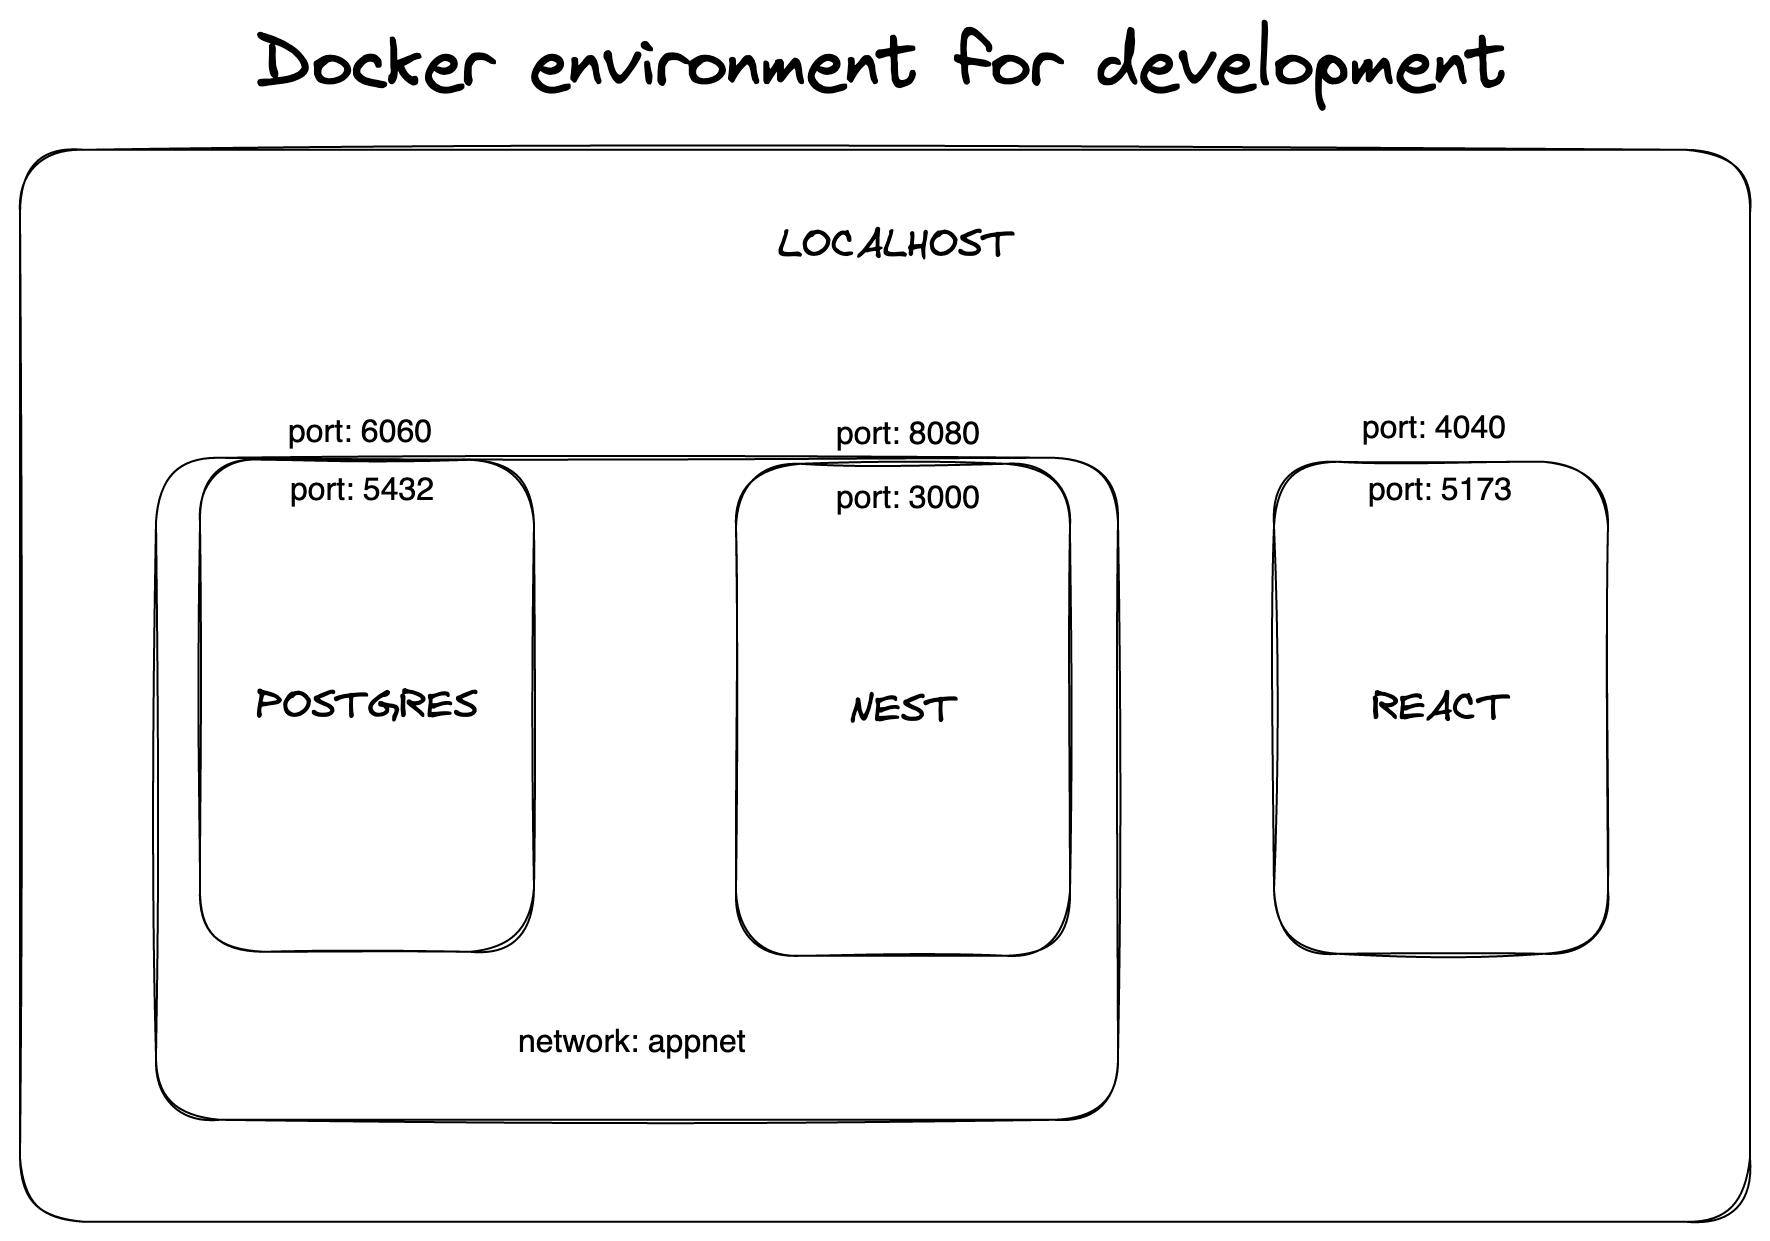 Docker environment for development
LOCALHOST
port: 6060
port: 8080
port: 4040
port: 5432
port: 3000
port: 5173
POSTGRES
NEST
REACT
network: appnet